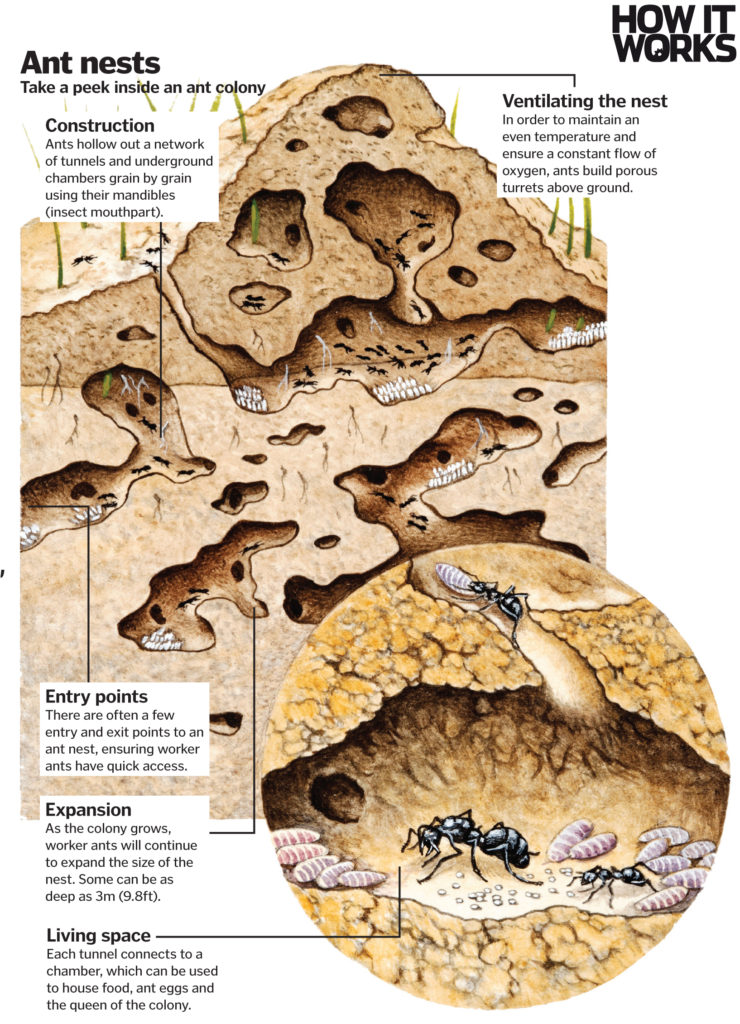 HOW IT
WORKS
Ant nests
Take a peek inside an ant colony
Construction
Ants hollow out a network
of tunnels and underground
chambers grain by grain
using their mandibles
(insect mouthpart).
Ventilating the nest
In order to maintain an
even temperature and
ensure a constant flow of
oxygen, ants build porous
turrets above ground.
,
Entry points
There are often a few
entry and exit points to an
ant nest, ensuring worker
ants have quick access.
Expansion
As the colony grows,
worker ants will continue
to expand the size of the
nest. Some can be as
deep as 3m (9.8ft).
Living space
Each tunnel connects to a
chamber, which can be used
to house food, ant eggs and
the queen of the colony.